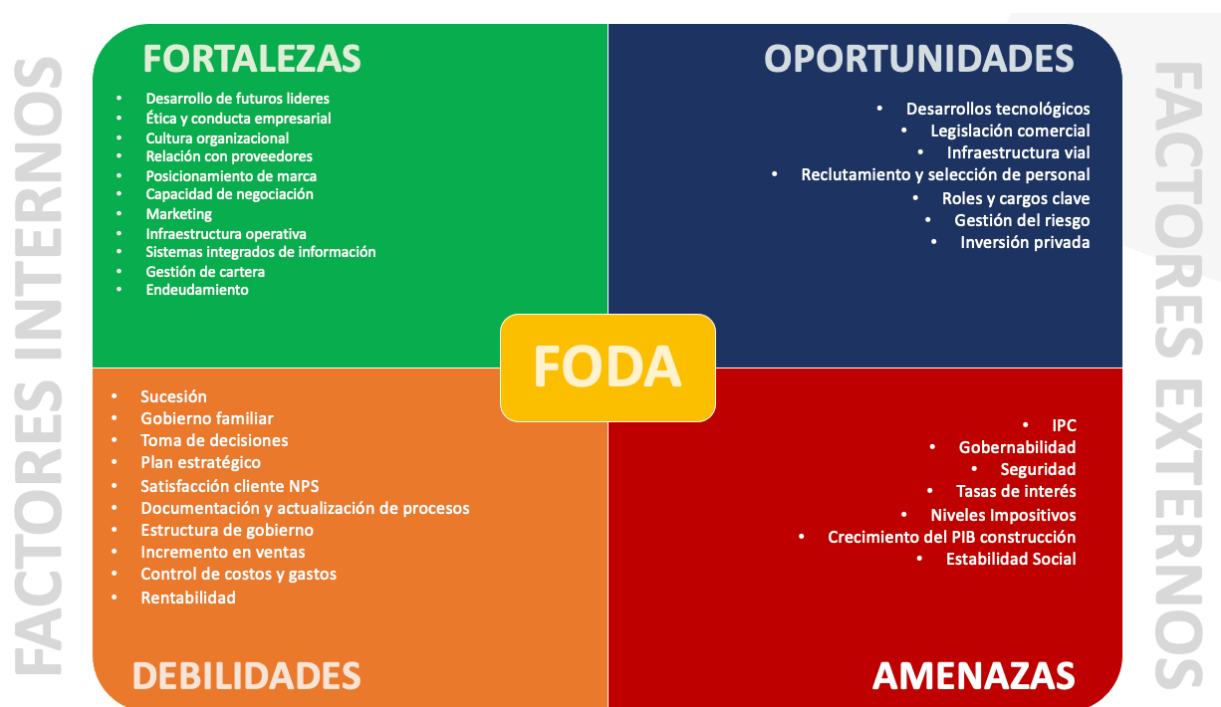 FACTORES INTERNOS
FORTALEZAS
• Desarrollo de futuros lideres
• Ética y conducta empresarial
• Cultura organizacional
• Relación con proveedores
• Posicionamiento de marca
• Capacidad de negociación
• Marketing
• Infraestructura operativa
• Sistemas integrados de información
• Gestión de cartera
• Endeudamiento
OPORTUNIDADES
• Desarrollos tecnológicos
• Legislación comercial
• Infraestructura vial
• Reclutamiento y selección de personal
• Roles y cargos clave
• Gestión del riesgo
• Inversión privada
FODA
• Sucesión
• Gobierno familiar
• Toma de decisiones
• Plan estratégico
• Satisfacción cliente NPS
• Documentación y actualización de procesos
• Estructura de gobierno
• Incremento en ventas
• Control de costos y gastos
• Rentabilidad
DEBILIDADES
• IPC
• Gobernabilidad
• Seguridad
• Tasas de interés
• Niveles Impositivos
• Crecimiento del PIB construcción
• Estabilidad Social
AMENAZAS
FACTORES EXTERNOS